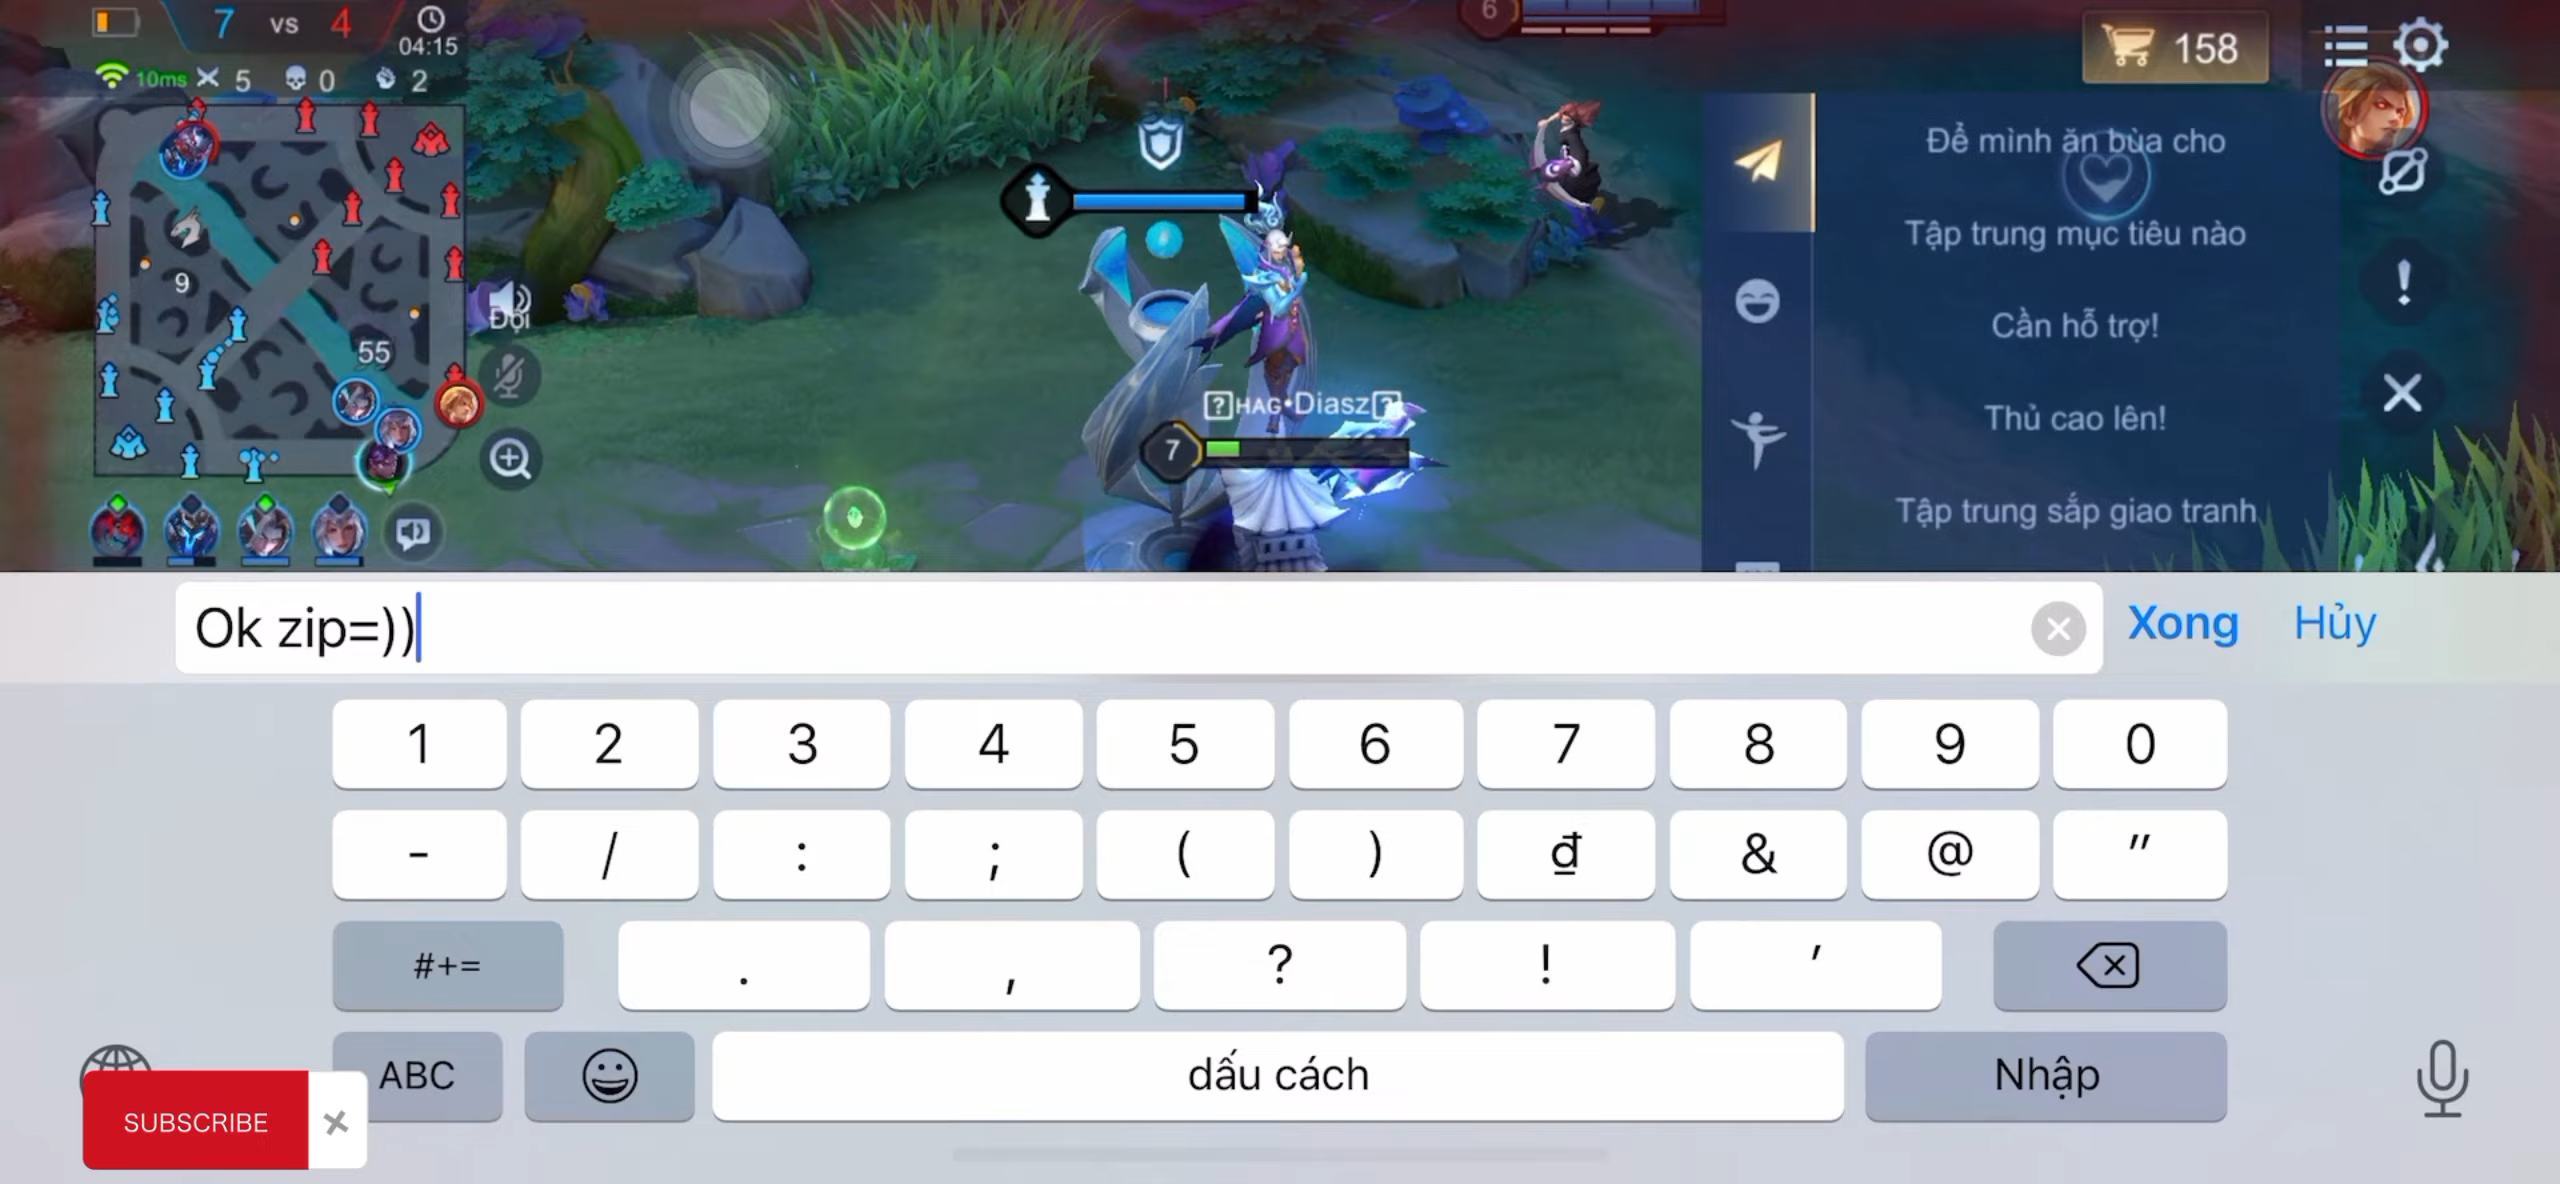 7 vs 4
04:15
10ms 5 0 2
6
158
9
55
Đội
HAG•Diasz
7
Để mình ăn bùa cho
Tập trung mục tiêu nào
Cần hỗ trợ!
Thủ cao lên!
Tập trung sắp giao tranh
Ok zip=))
Xong Hủy
1 2 3 4 5 6 7 8 9 0
- / : ; ( ) ₫ & @ "
#+= . , ? ! '
ABC dấu cách Nhập
SUBSCRIBE